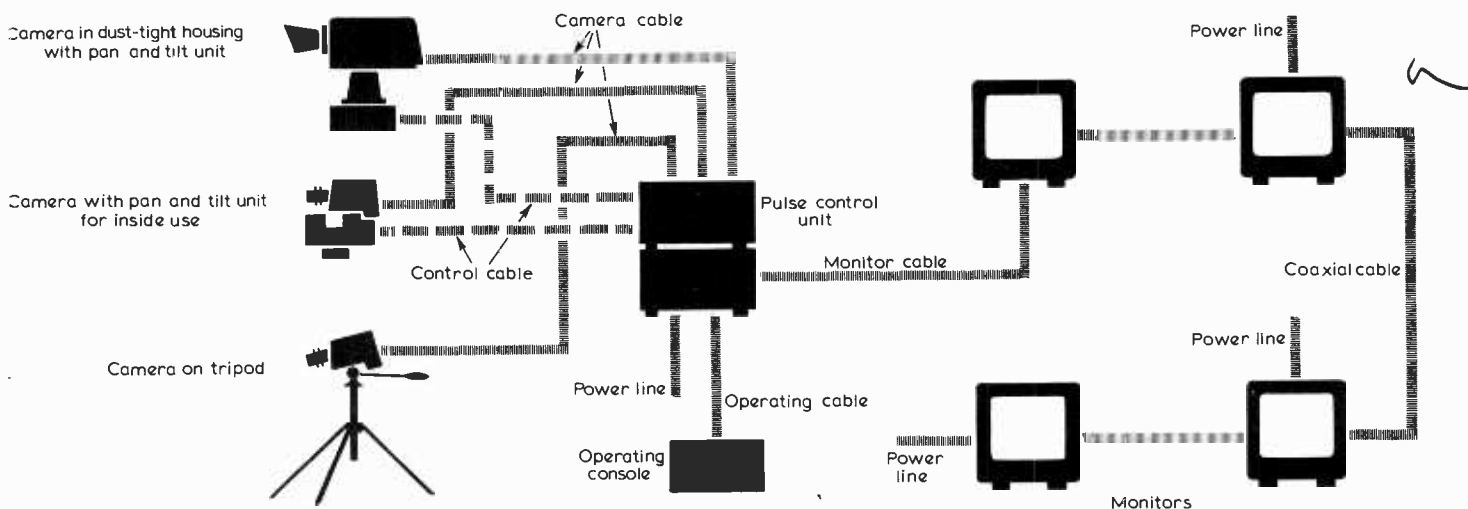 Camera in dust-tight housing
with pan and tilt unit
Camera cable
Power line
Camera with pan and tilt unit
for inside use
Pulse control
unit
Control cable
Monitor cable
Coaxial cable
Camera on tripod
Power line
Power line
Operating cable
Operating
console
Power
line
Monitors